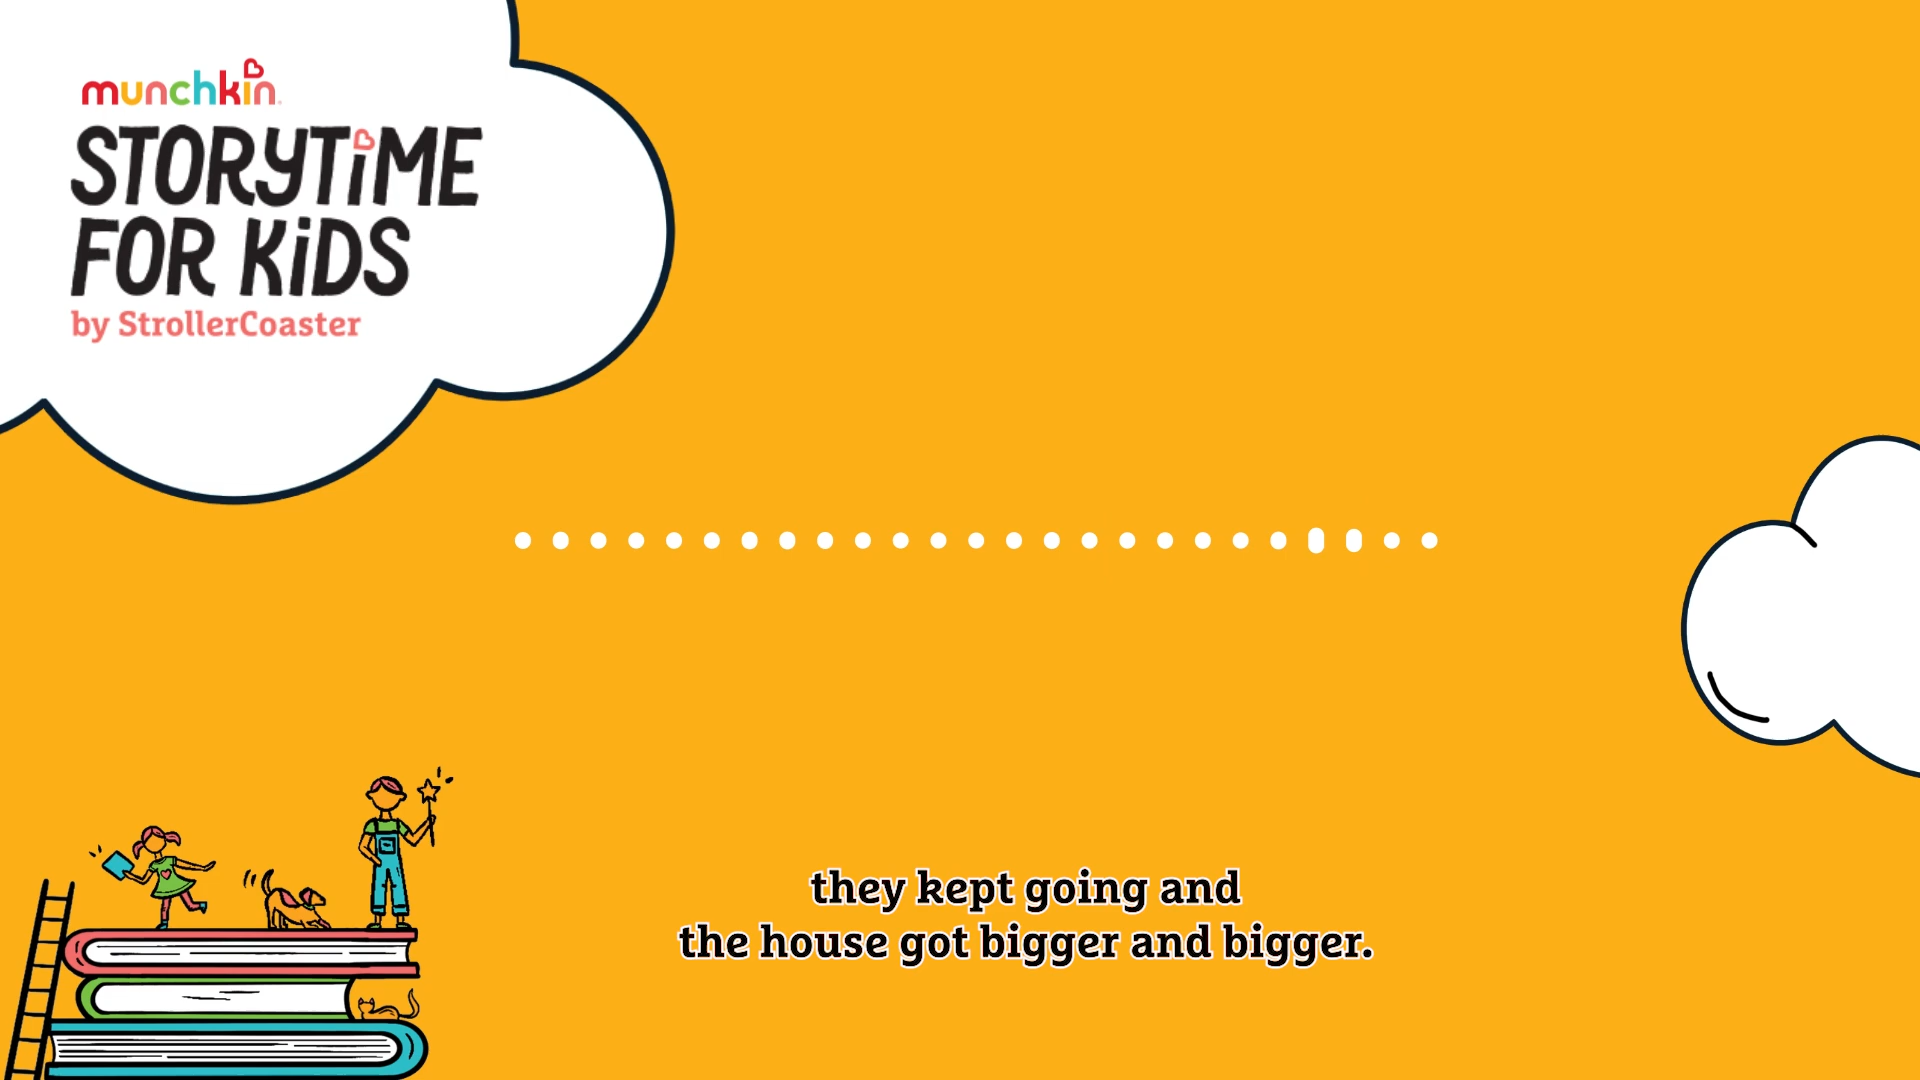 munchkin
STORYTiME
FOR KiDS
by StrollerCoaster
they kept going and
the house got bigger and bigger.